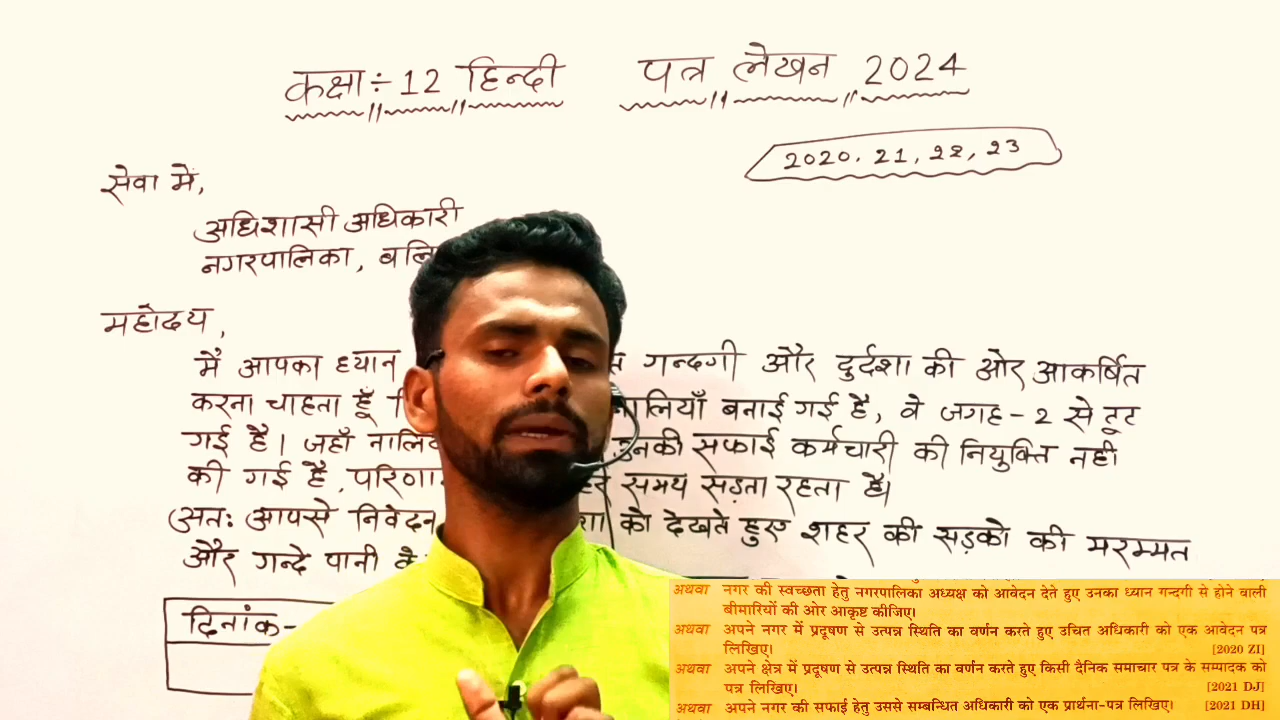 कक्षा÷12 हिन्दी पत्र लेखन 2024
2020, 21, 22, 23
सेवा में,
अधिशासी अधिकारी
नगरपालिका,
महोदय,
मैं आपका ध्यान गन्दगी और दुर्दशा की ओर आकर्षित
करना चाहता हूँ नालियाँ बनाई गई है, वे जगह-2 से टूट
गई है। जहाँ उनकी सफाई कर्मचारी की नियुक्ति नही
की गई है, समय सड़ता रहता है।
अतः आपसे निवेदन को देखते हुए शहर की सड़को की मरम्मत
और गन्दे पानी
दिनांक-
अथवा नगर की स्वच्छता हेतु नगरपालिका अध्यक्ष को आवेदन देते हुए उनका ध्यान गन्दगी से होने वाली
बीमारियों की ओर आकृष्ट कीजिए।
अथवा अपने नगर में प्रदूषण से उत्पन्न स्थिति का वर्णन करते हुए उचित अधिकारी को एक आवेदन पत्र
लिखिए। [2020 ZI]
अथवा अपने क्षेत्र में प्रदूषण से उत्पन्न स्थिति का वर्णन करते हुए किसी दैनिक समाचार पत्र के सम्पादक को
पत्र लिखिए। [2021 DJ]
अथवा अपने नगर की सफाई हेतु उससे सम्बन्धित अधिकारी को एक प्रार्थना-पत्र लिखिए। [2021 DH]